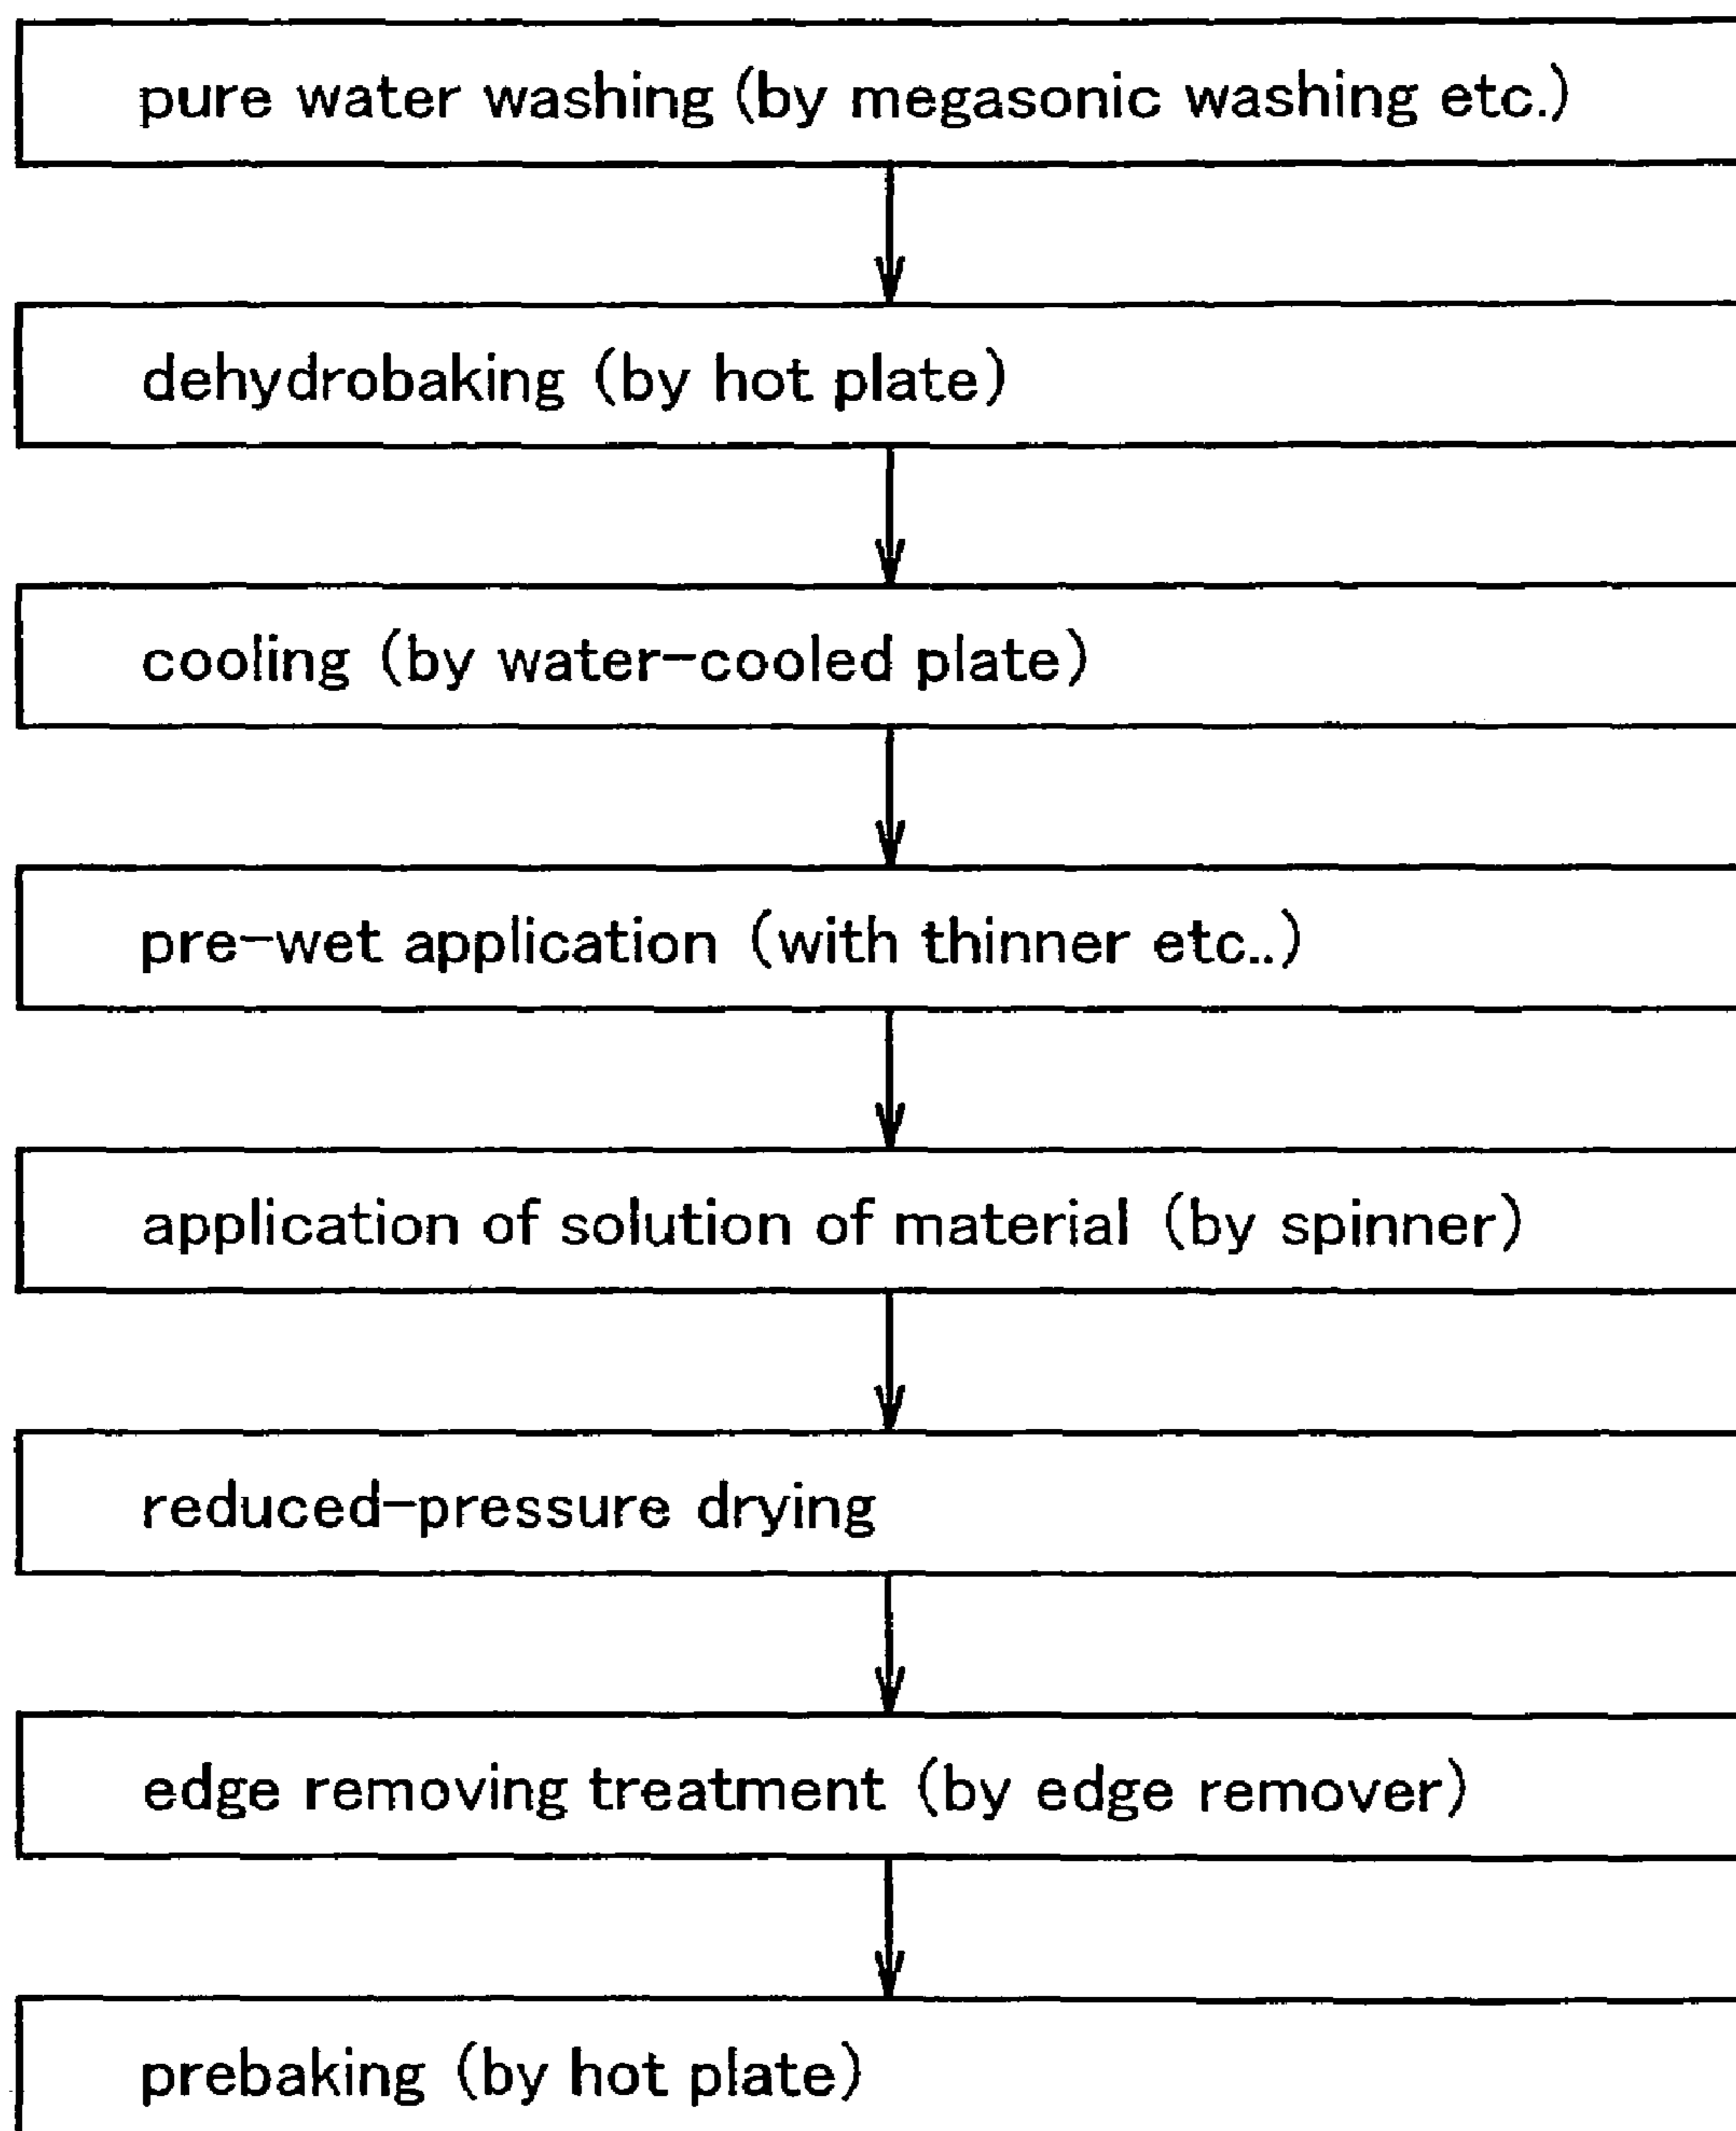 pure water washing (by megasonic washing etc.)
dehydrobaking (by hot plate)
cooling (by water-cooled plate)
pre-wet application (with thinner etc..)
application of solution of material (by spinner)
reduced-pressure drying
edge removing treatment (by edge remover)
prebaking (by hot plate)